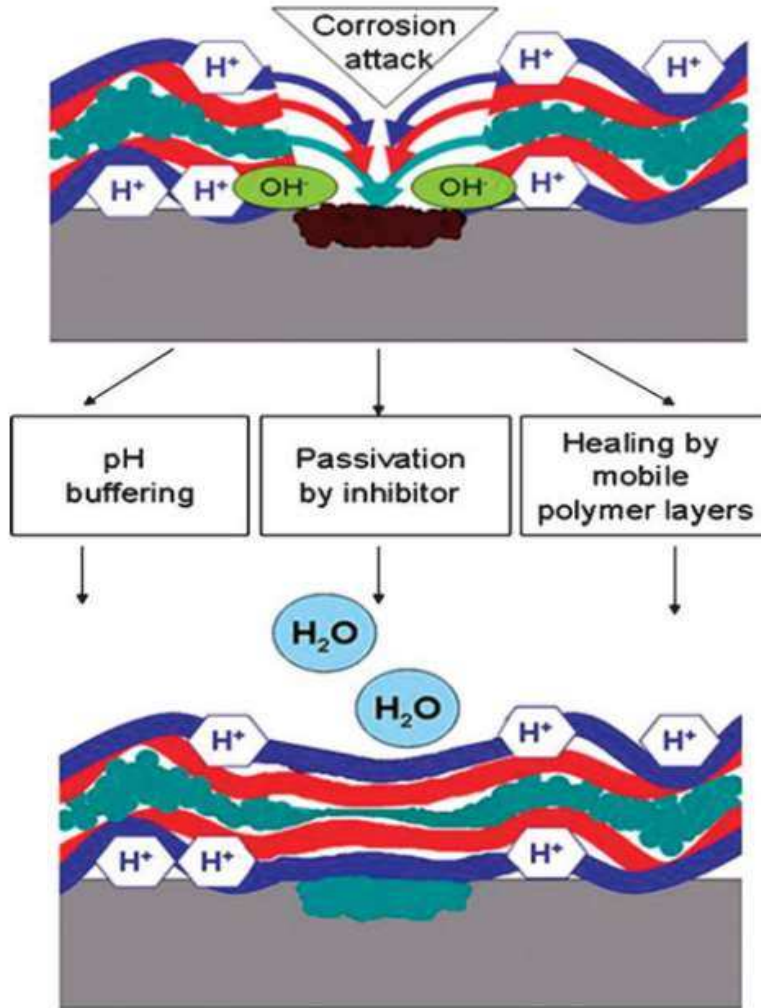 Corrosion
attack
H⁺
H⁺
H⁺
H⁺
H⁺
OH⁻
OH⁻
H⁺
pH
buffering
Passivation
by inhibitor
Healing by
mobile
polymer layers
H₂O
H₂O
H⁺
H⁺
H⁺
H⁺
H⁺
H⁺